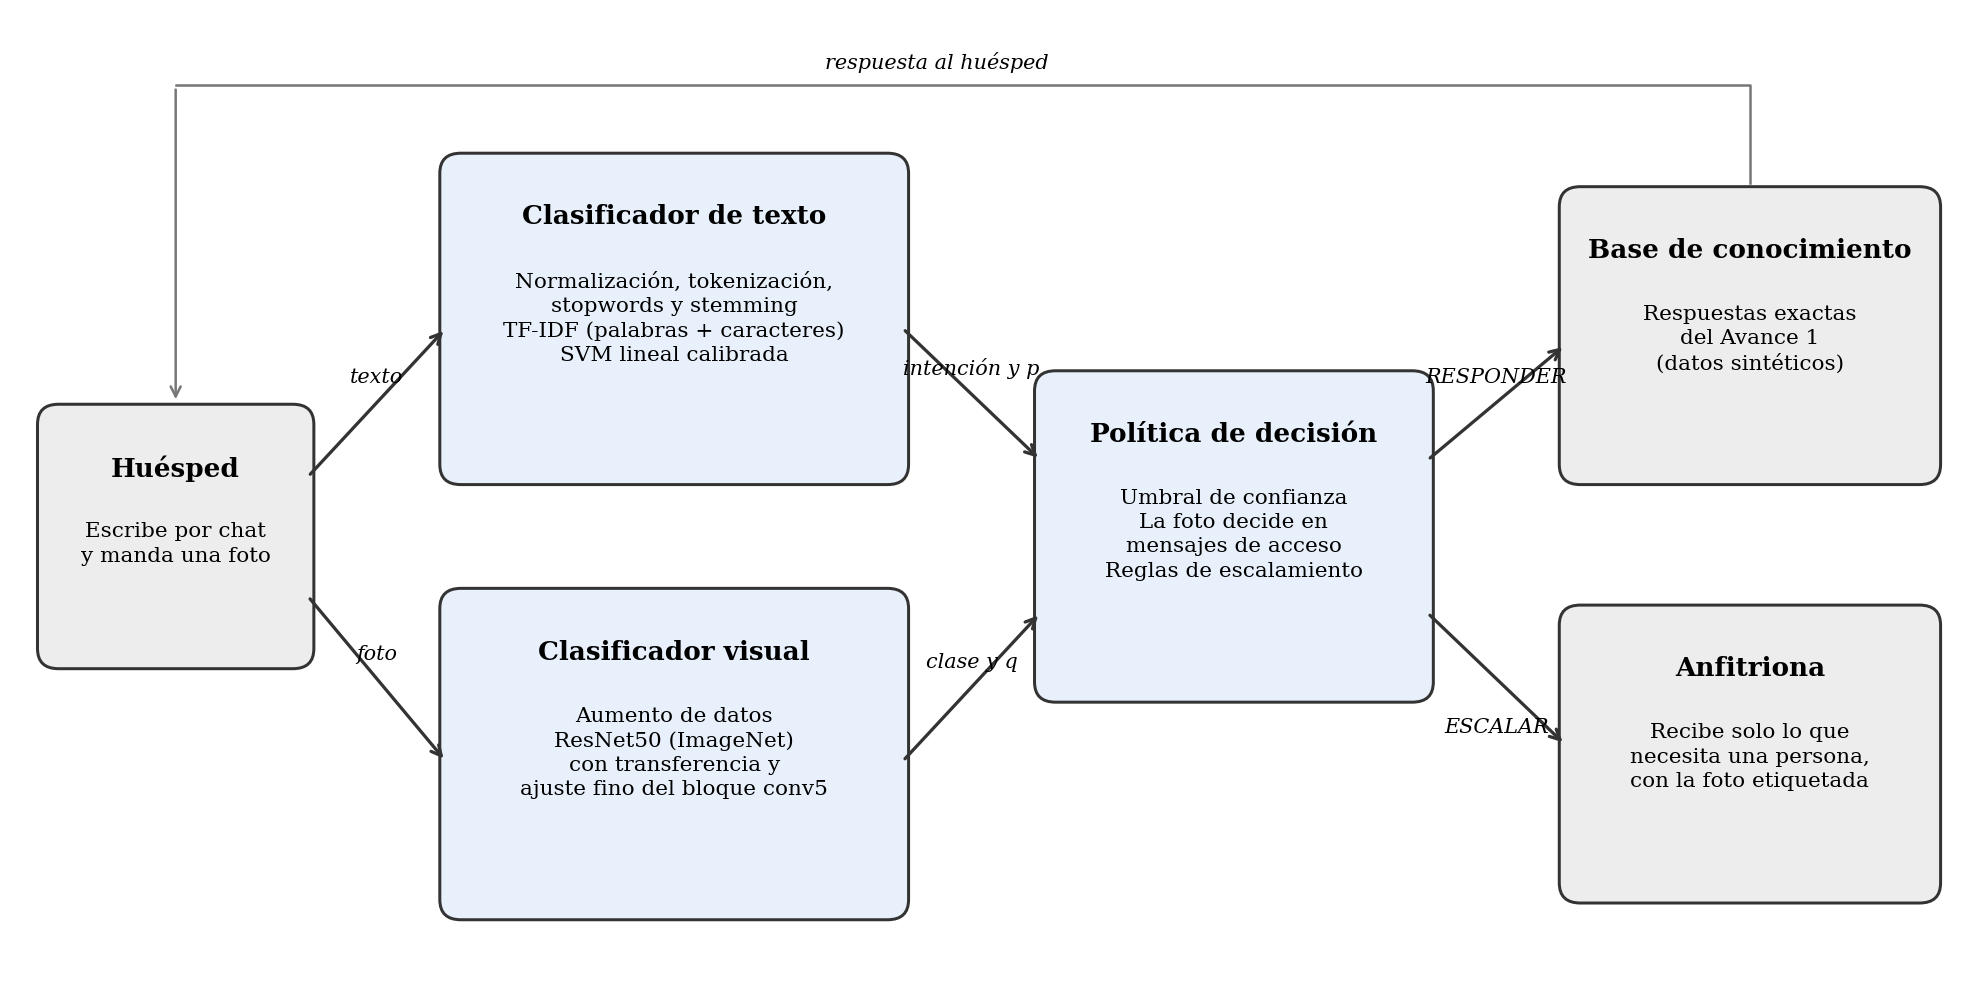 respuesta al huésped
Clasificador de texto
Normalización, tokenización,
stopwords y stemming
TF-IDF (palabras + caracteres)
SVM lineal calibrada
Base de conocimiento
Respuestas exactas
del Avance 1
(datos sintéticos)
texto
intención y p
RESPONDER
Huésped
Escribe por chat
y manda una foto
Política de decisión
Umbral de confianza
La foto decide en
mensajes de acceso
Reglas de escalamiento
foto
clase y q
ESCALAR
Clasificador visual
Aumento de datos
ResNet50 (ImageNet)
con transferencia y
ajuste fino del bloque conv5
Anfitriona
Recibe solo lo que
necesita una persona,
con la foto etiquetada